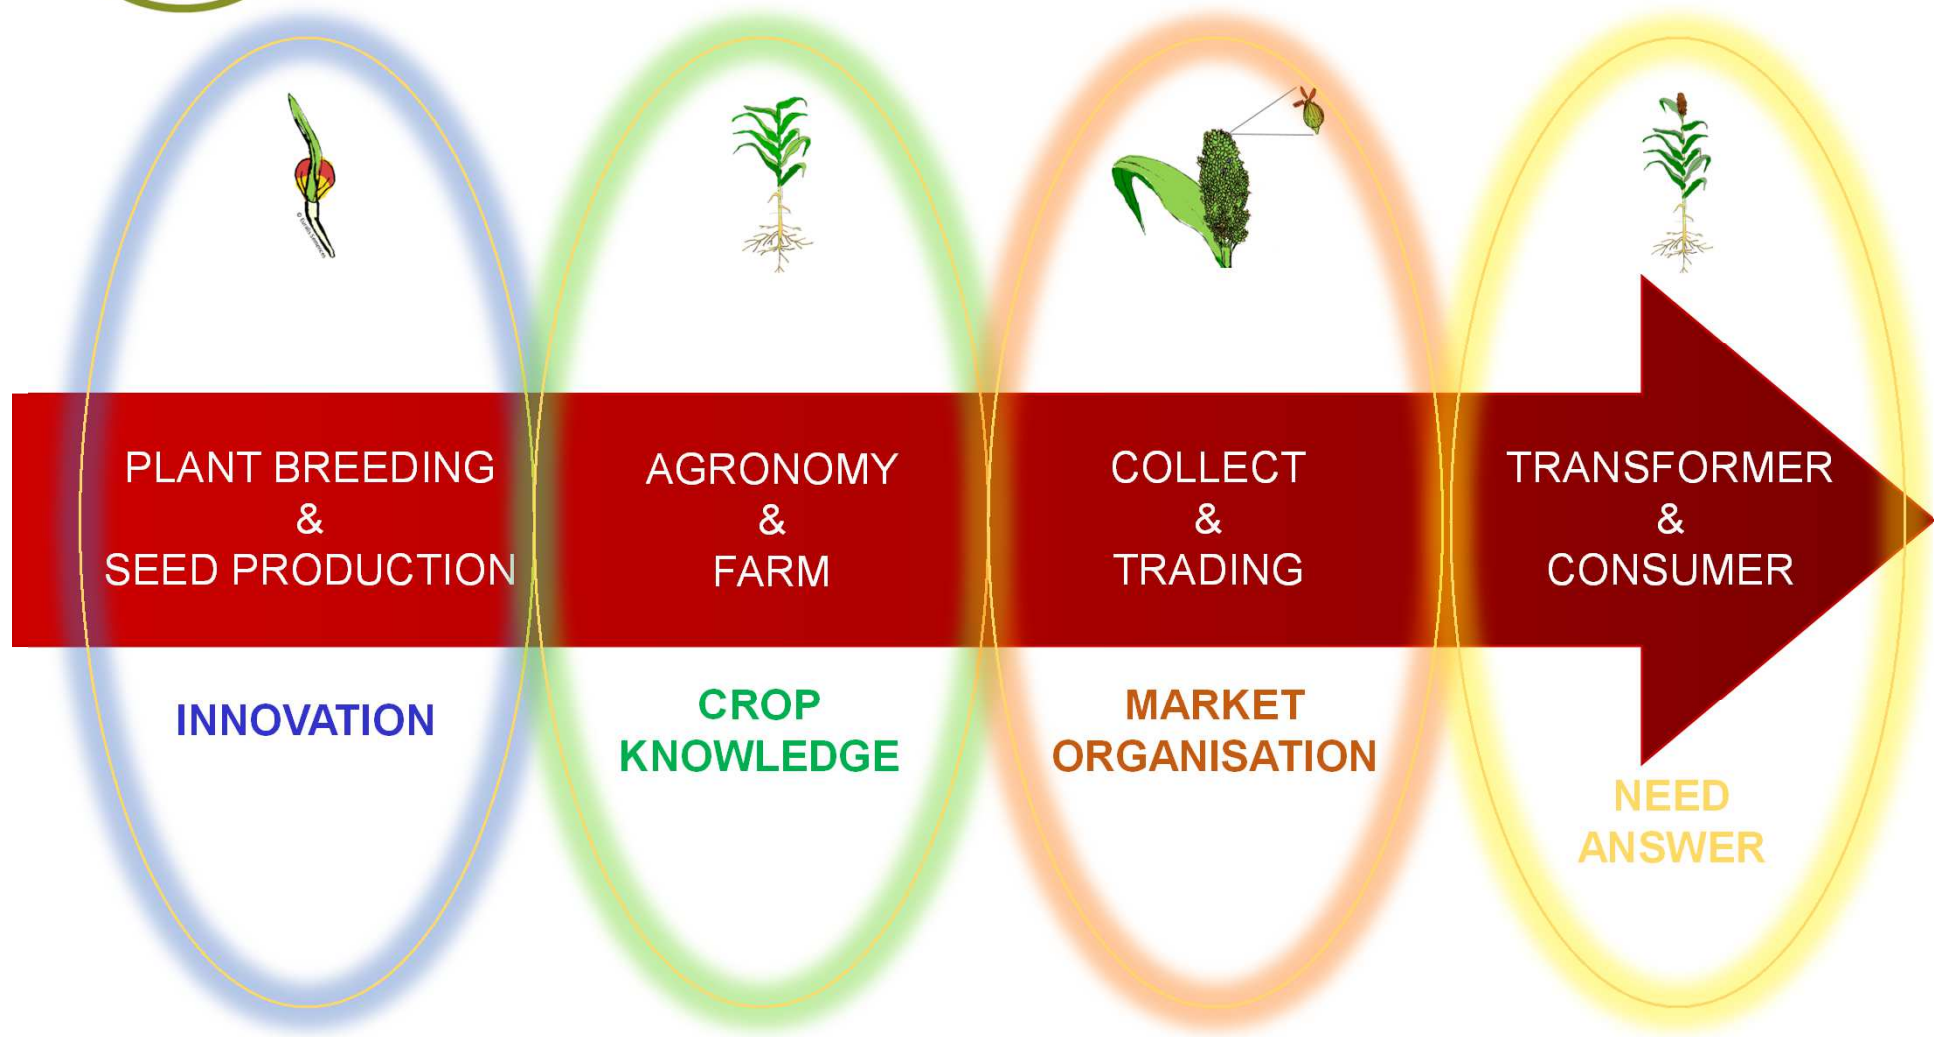 PLANT BREEDING
&
SEED PRODUCTION
AGRONOMY
&
FARM
COLLECT
&
TRADING
TRANSFORMER
&
CONSUMER
INNOVATION
CROP
KNOWLEDGE
MARKET
ORGANISATION
NEED
ANSWER